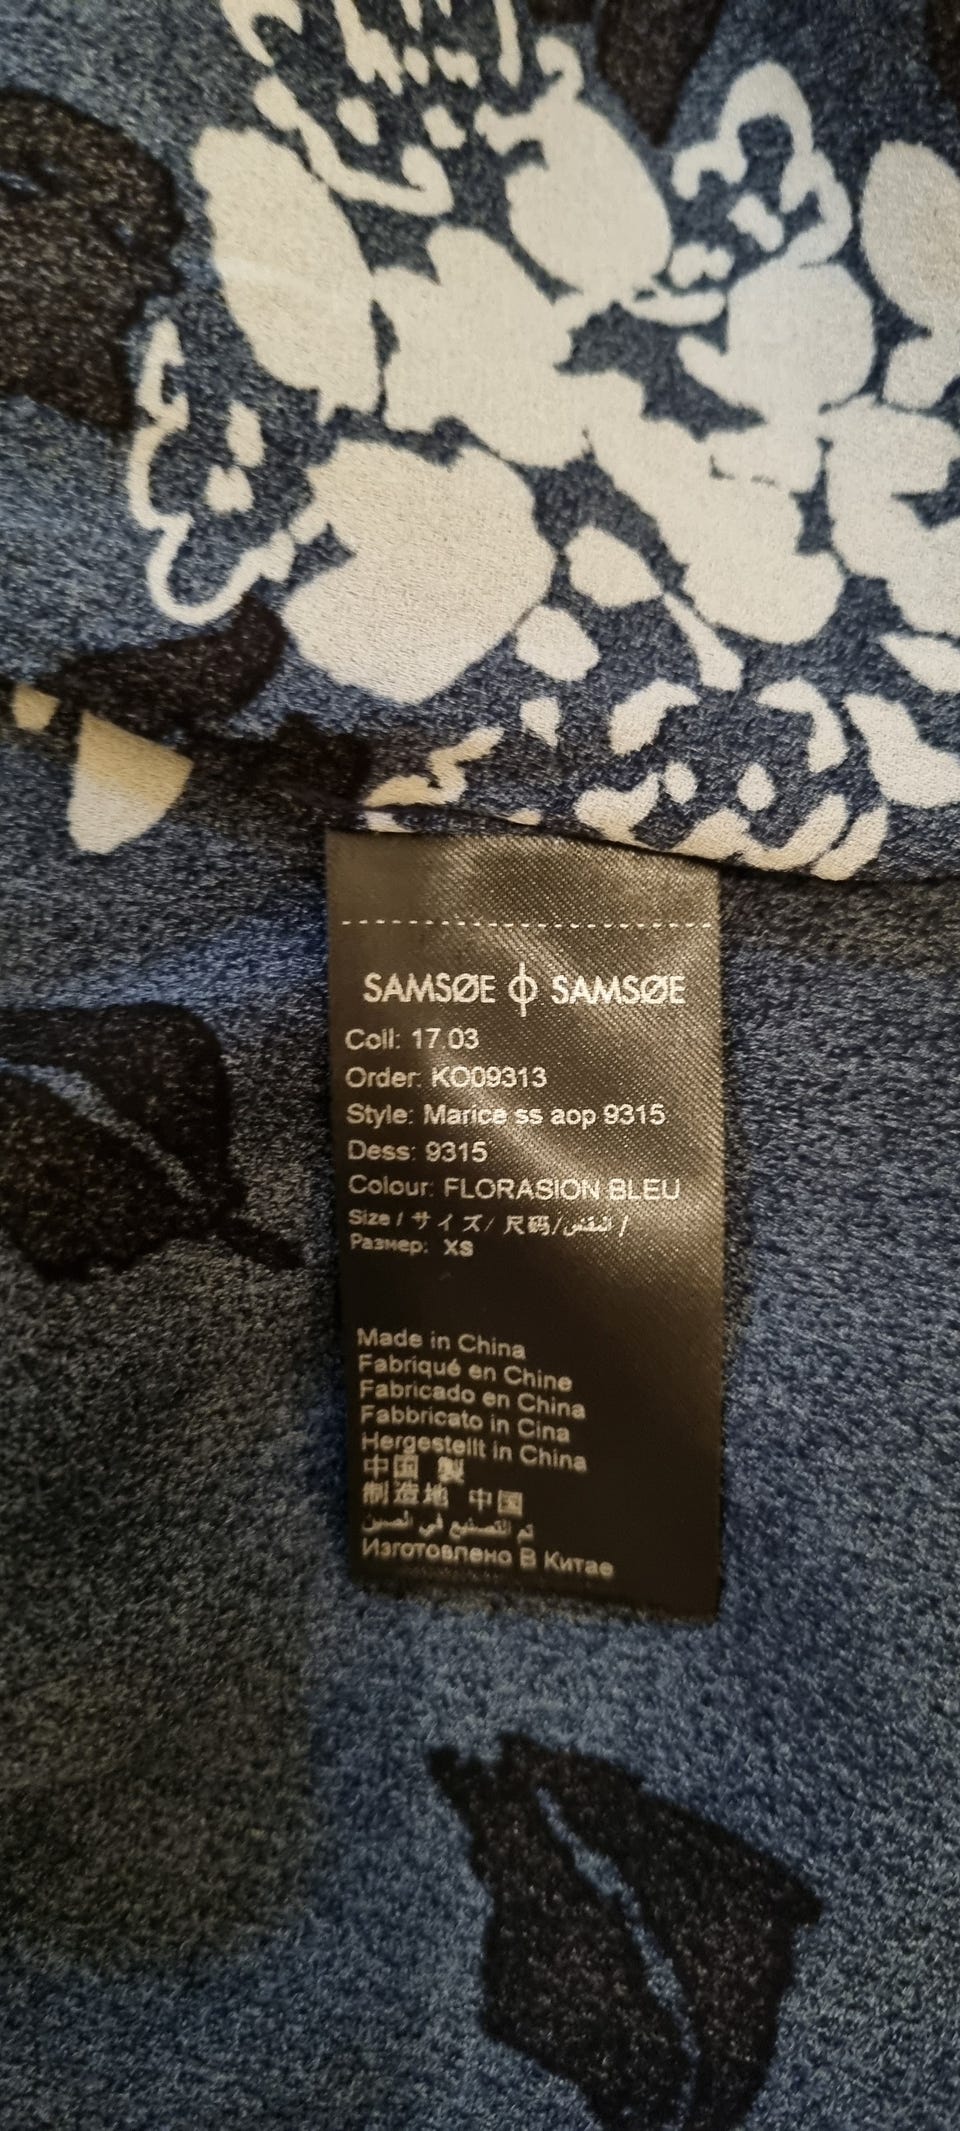 SAMSØE ɸ SAMSØE
Coll: 17.03
Order: KO09313
Style: Marice ss aop 9315
Dess: 9315
Colour: FLORASION BLEU
Size / サイズ/ 尺码/المقاس /
Размер: XS
Made in China
Fabriqué en Chine
Fabricado en China
Fabbricato in Cina
Hergestellt in China
中国 製
制造地 中国
تم التصنيع في الصين
Изготовлено В Китае